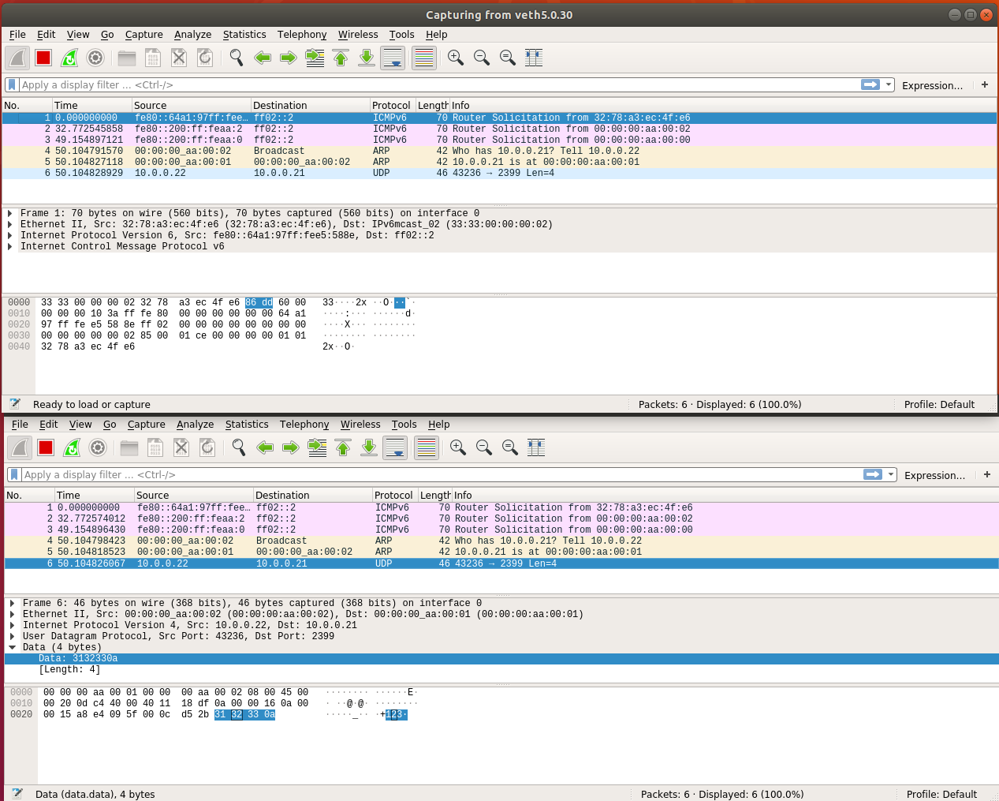 Capturing from veth5.0.30
File Edit View Go Capture Analyze Statistics Telephony Wireless Tools Help
Apply a display filter ... <Ctrl-/> Expression... +
No. Time Source Destination Protocol Length Info
1 0.000000000 fe80::64a1:97ff:fee… ff02::2 ICMPv6 70 Router Solicitation from 32:78:a3:ec:4f:e6
2 32.772545858 fe80::200:ff:feaa:2 ff02::2 ICMPv6 70 Router Solicitation from 00:00:00:aa:00:02
3 49.154897121 fe80::200:ff:feaa:0 ff02::2 ICMPv6 70 Router Solicitation from 00:00:00:aa:00:00
4 50.104791570 00:00:00_aa:00:02 Broadcast ARP 42 Who has 10.0.0.21? Tell 10.0.0.22
5 50.104827118 00:00:00_aa:00:01 00:00:00_aa:00:02 ARP 42 10.0.0.21 is at 00:00:00:aa:00:01
6 50.104828929 10.0.0.22 10.0.0.21 UDP 46 43236 → 2399 Len=4
Frame 1: 70 bytes on wire (560 bits), 70 bytes captured (560 bits) on interface 0
Ethernet II, Src: 32:78:a3:ec:4f:e6 (32:78:a3:ec:4f:e6), Dst: IPv6mcast_02 (33:33:00:00:00:02)
Internet Protocol Version 6, Src: fe80::64a1:97ff:fee5:588e, Dst: ff02::2
Internet Control Message Protocol v6
0000 33 33 00 00 00 02 32 78 a3 ec 4f e6 86 dd 60 00 33····2x ··O···`·
0010 00 00 00 10 3a ff fe 80 00 00 00 00 00 00 64 a1 ····:··· ······d·
0020 97 ff fe e5 58 8e ff 02 00 00 00 00 00 00 00 00 ····X··· ········
0030 00 00 00 00 00 02 85 00 01 ce 00 00 00 00 01 01 ········ ········
0040 32 78 a3 ec 4f e6 2x··O·
Ready to load or capture Packets: 6 · Displayed: 6 (100.0%) Profile: Default
File Edit View Go Capture Analyze Statistics Telephony Wireless Tools Help
Apply a display filter ... <Ctrl-/> Expression... +
No. Time Source Destination Protocol Length Info
1 0.000000000 fe80::64a1:97ff:fee… ff02::2 ICMPv6 70 Router Solicitation from 32:78:a3:ec:4f:e6
2 32.772574012 fe80::200:ff:feaa:2 ff02::2 ICMPv6 70 Router Solicitation from 00:00:00:aa:00:02
3 49.154896430 fe80::200:ff:feaa:0 ff02::2 ICMPv6 70 Router Solicitation from 00:00:00:aa:00:00
4 50.104798423 00:00:00_aa:00:02 Broadcast ARP 42 Who has 10.0.0.21? Tell 10.0.0.22
5 50.104818523 00:00:00_aa:00:01 00:00:00_aa:00:02 ARP 42 10.0.0.21 is at 00:00:00:aa:00:01
6 50.104826067 10.0.0.22 10.0.0.21 UDP 46 43236 → 2399 Len=4
Frame 6: 46 bytes on wire (368 bits), 46 bytes captured (368 bits) on interface 0
Ethernet II, Src: 00:00:00_aa:00:02 (00:00:00:aa:00:02), Dst: 00:00:00_aa:00:01 (00:00:00:aa:00:01)
Internet Protocol Version 4, Src: 10.0.0.22, Dst: 10.0.0.21
User Datagram Protocol, Src Port: 43236, Dst Port: 2399
Data (4 bytes)
Data: 3132330a
[Length: 4]
0000 00 00 00 aa 00 01 00 00 00 aa 00 02 08 00 45 00 ········ ······E·
0010 00 20 0d c4 40 00 40 11 18 df 0a 00 00 16 0a 00 · ··@·@· ········
0020 00 15 a8 e4 09 5f 00 0c d5 2b 31 32 33 0a ·····_·· ·+123·
Data (data.data), 4 bytes Packets: 6 · Displayed: 6 (100.0%) Profile: Default